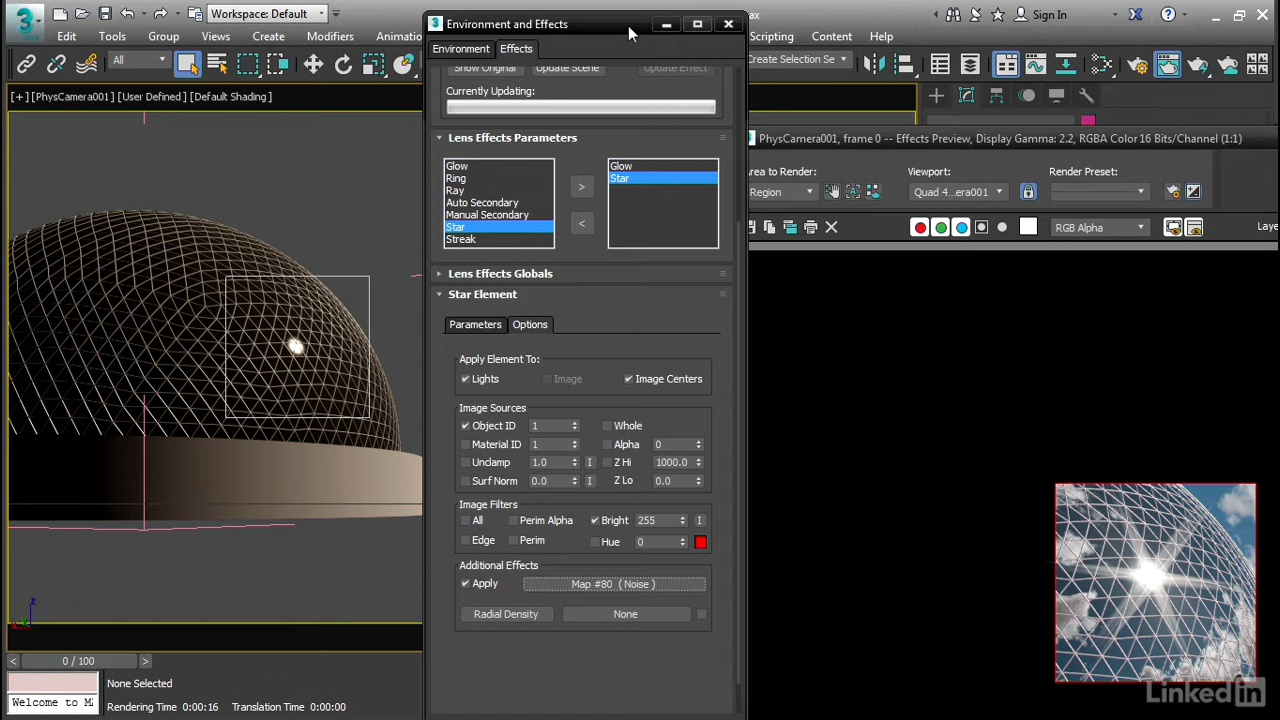 Workspace: Default
Environment and Effects
ax
Sign In
Edit Tools Group Views Create Modifiers
Scripting Content Help
All
Create Selection Se
Environment Effects
[+] [PhysCamera001] [User Defined] [Default Shading]
Show Original Update Scene Update Effect
Currently Updating:
PhysCamera001, frame 0 -- Effects Preview, Display Gamma: 2.2, RGBA Color 16 Bits/Channel (1:1)
Lens Effects Parameters
Area to Render: Viewport: Render Preset:
Region Quad 4...era001
Glow
Ring
Ray
Auto Secondary
Manual Secondary
Star
Streak
>
<
Glow
Star
RGB Alpha Laye
Lens Effects Globals
Star Element
Parameters Options
Apply Element To:
Lights Image Image Centers
Image Sources
Object ID 1 Whole
Material ID 1 Alpha 0
Unclamp 1.0 I Z Hi 1000.0
Surf Norm 0.0 I Z Lo 0.0
Image Filters
All Perim Alpha Bright 255 I
Edge Perim Hue 0
Additional Effects
Apply Map #80 (Noise)
Radial Density None
z
< 0 / 100 >
None Selected
Welcome to M
Rendering Time 0:00:16 Translation Time 0:00:00
LinkedIn